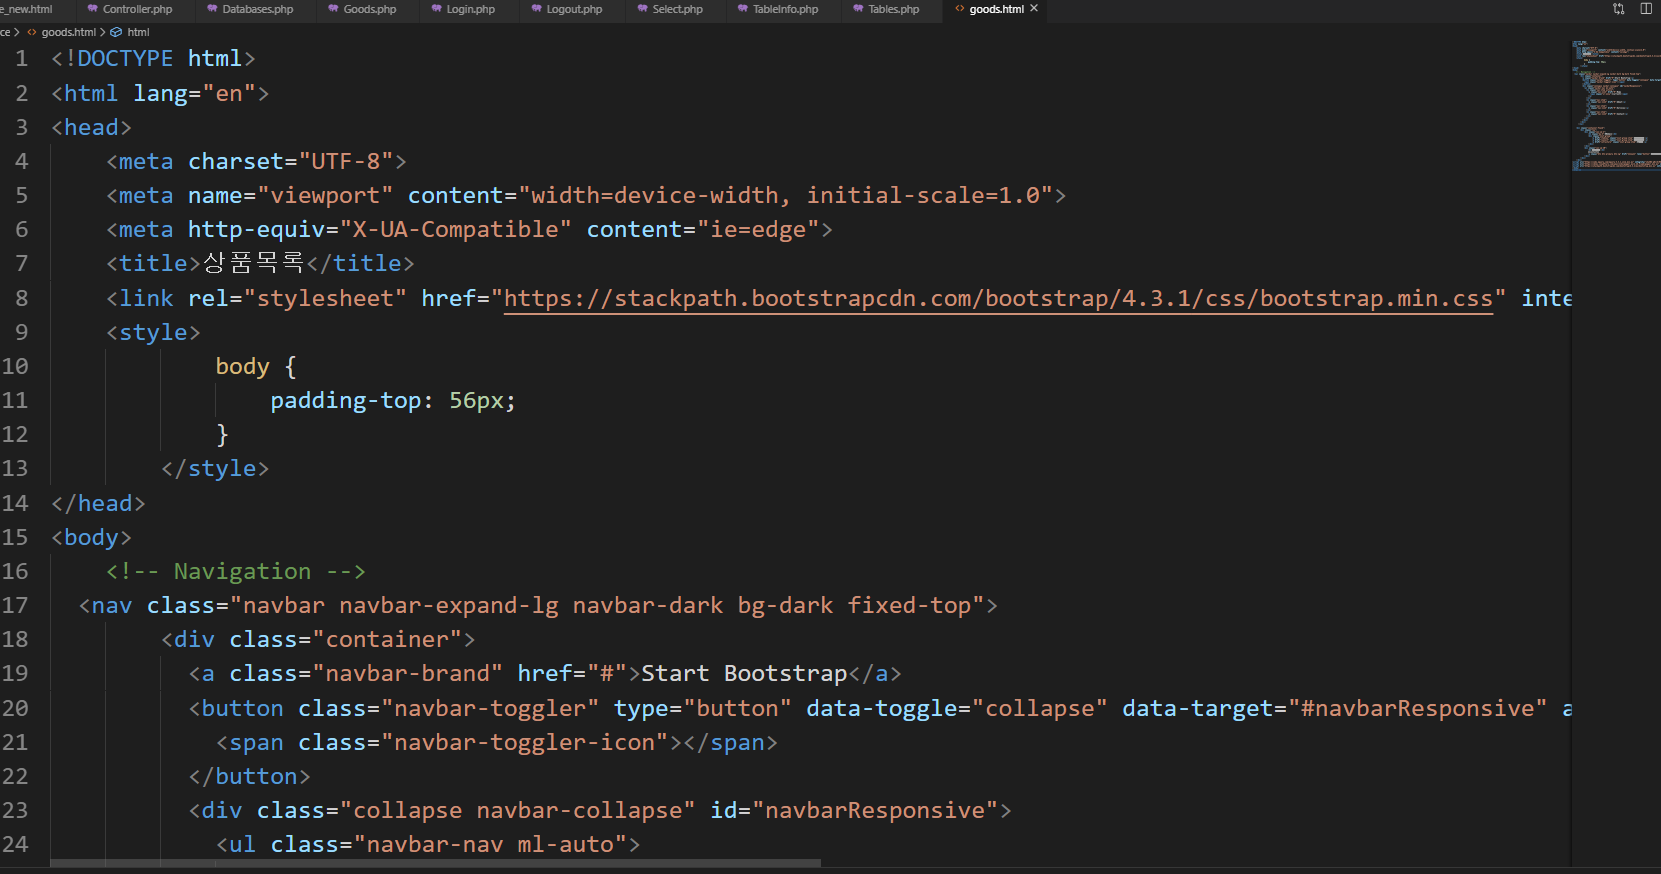 e_new.html Controller.php Databases.php Goods.php Login.php Logout.php Select.php TableInfo.php Tables.php goods.html
ce > goods.html > html
1 <!DOCTYPE html>
2 <html lang="en">
3 <head>
4 <meta charset="UTF-8">
5 <meta name="viewport" content="width=device-width, initial-scale=1.0">
6 <meta http-equiv="X-UA-Compatible" content="ie=edge">
7 <title>상품목록</title>
8 <link rel="stylesheet" href="https://stackpath.bootstrapcdn.com/bootstrap/4.3.1/css/bootstrap.min.css" inte
9 <style>
10 body {
11 padding-top: 56px;
12 }
13 </style>
14 </head>
15 <body>
16 <!-- Navigation -->
17 <nav class="navbar navbar-expand-lg navbar-dark bg-dark fixed-top">
18 <div class="container">
19 <a class="navbar-brand" href="#">Start Bootstrap</a>
20 <button class="navbar-toggler" type="button" data-toggle="collapse" data-target="#navbarResponsive" a
21 <span class="navbar-toggler-icon"></span>
22 </button>
23 <div class="collapse navbar-collapse" id="navbarResponsive">
24 <ul class="navbar-nav ml-auto">